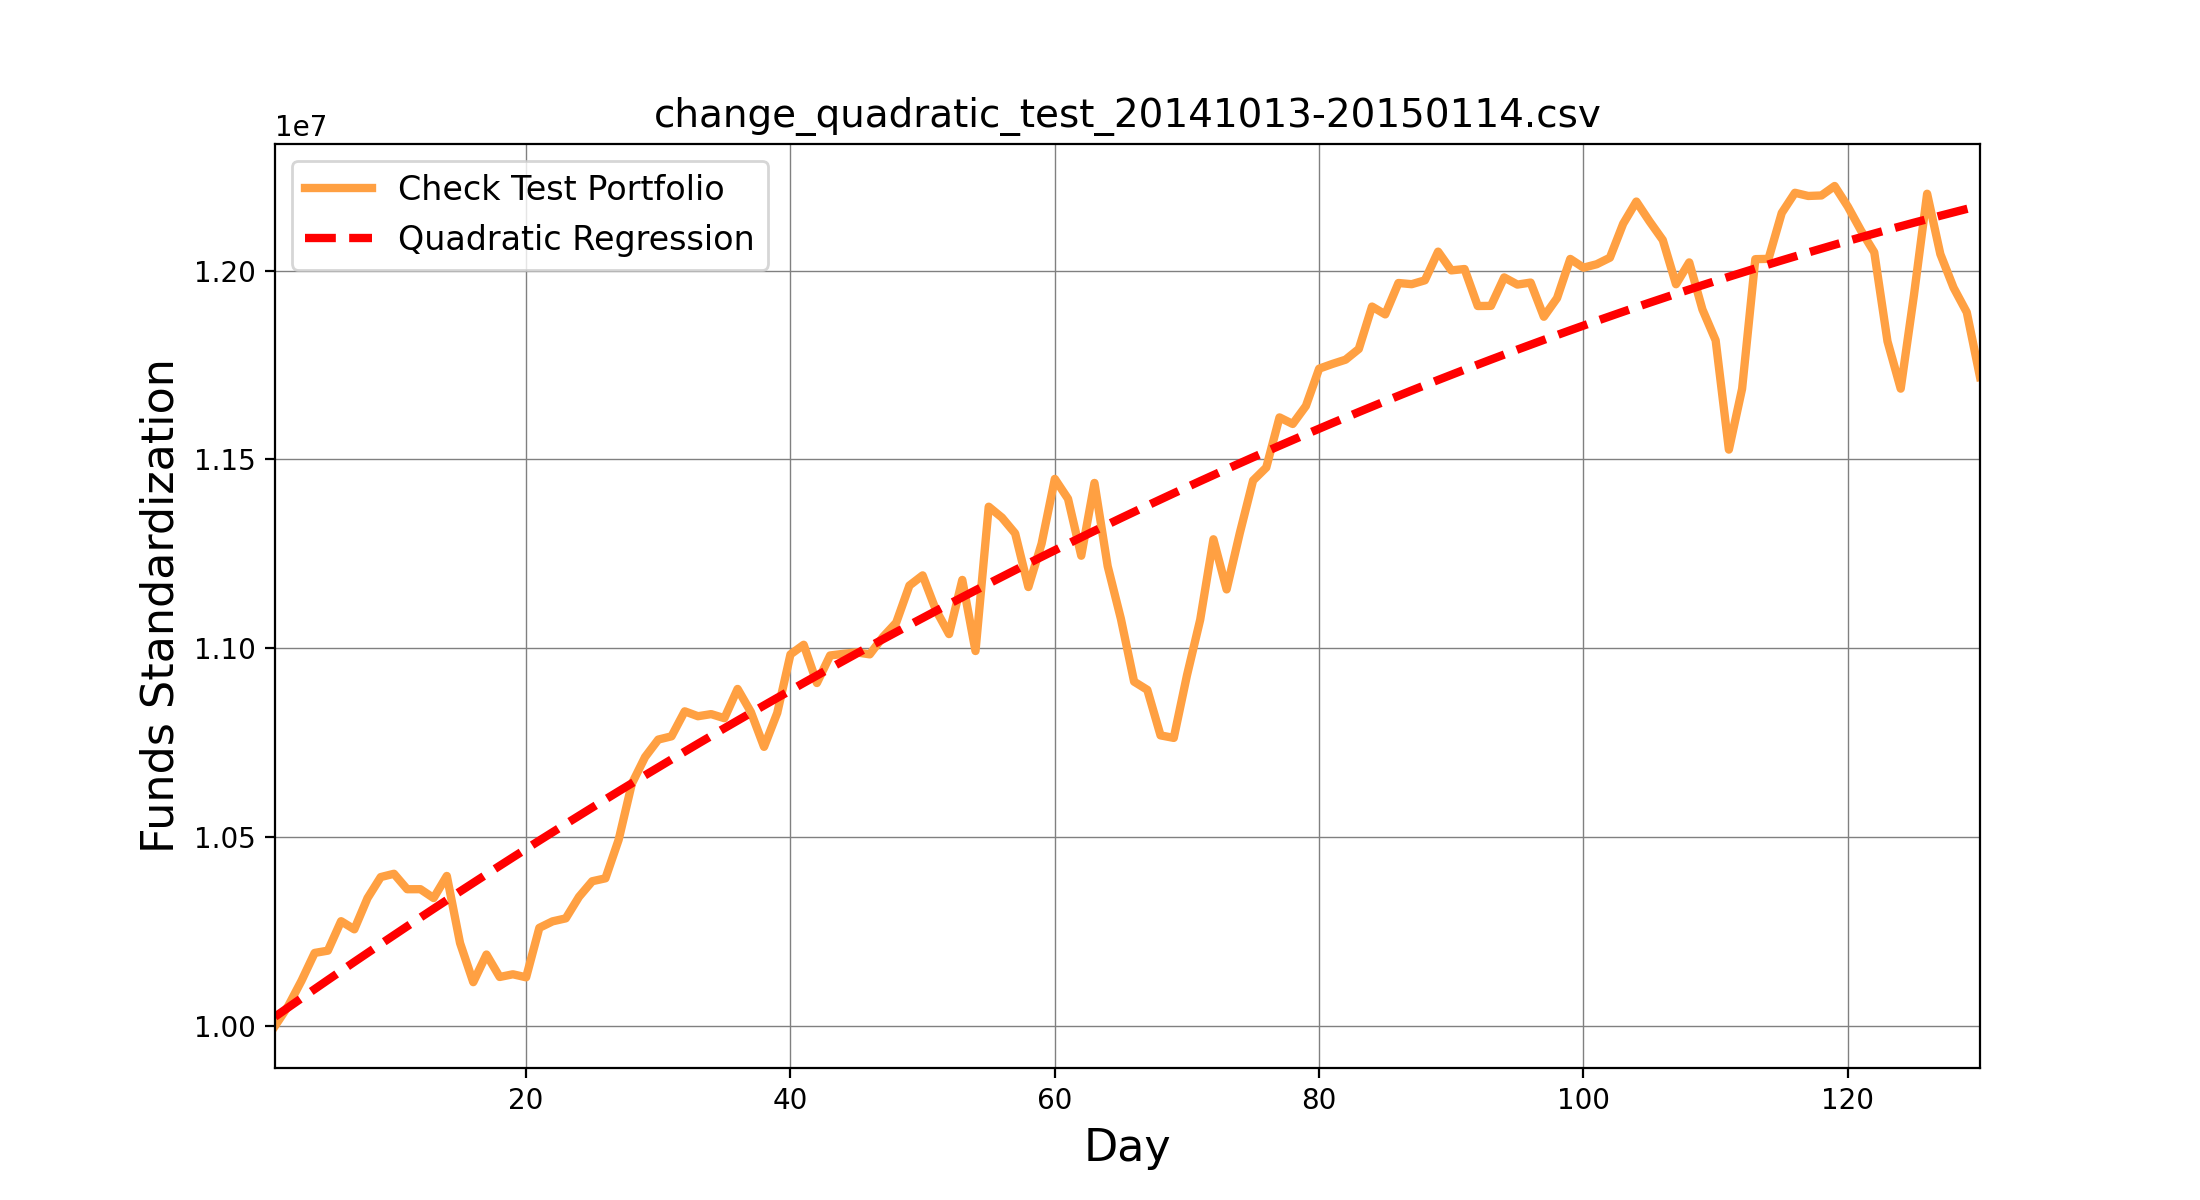 change_quadratic_test_20141013-20150114.csv
1e7
Check Test Portfolio
Quadratic Regression
1.20
1.15
1.10
1.05
1.00
Funds Standardization
20 40 60 80 100 120
Day